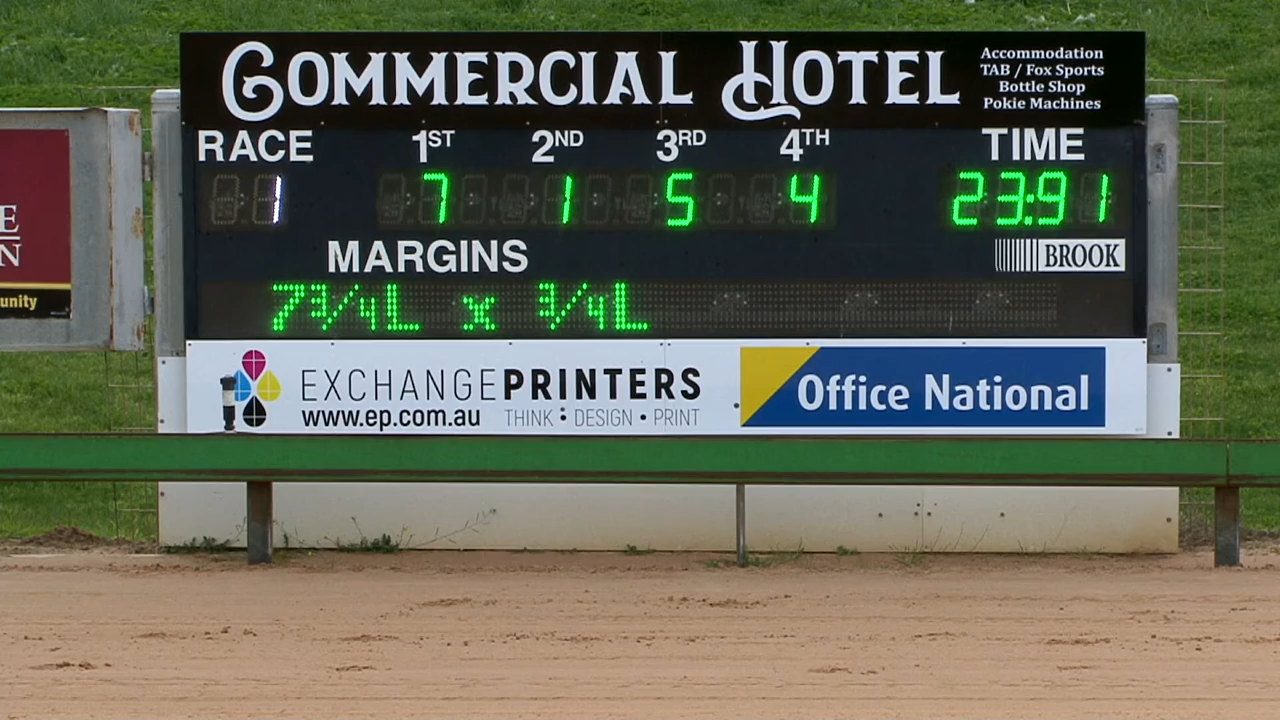 COMMERCIAL HOTEL
Accommodation
TAB / Fox Sports
Bottle Shop
Pokie Machines
RACE 1ST 2ND 3RD 4TH TIME
1 7 1 5 4 23:91
MARGINS
BROOK
7¾L x ¾L
E
N
unity
EXCHANGEPRINTERS
www.ep.com.au THINK : DESIGN • PRINT
Office National